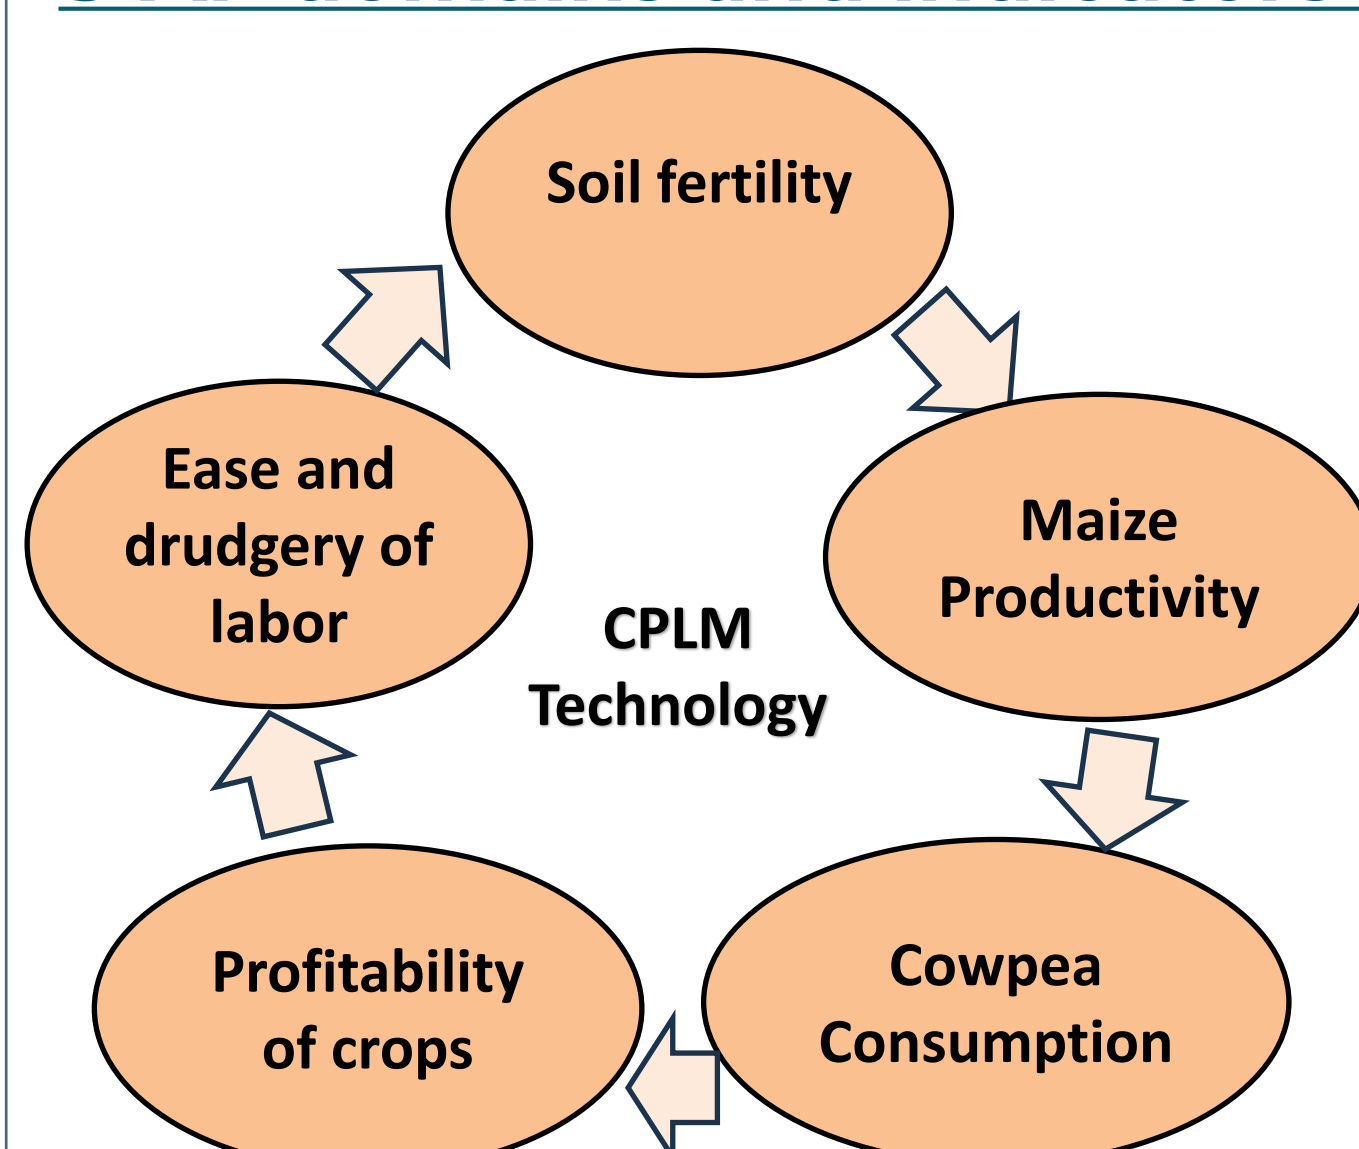 Soil fertility
Ease and
drudgery of
labor
Maize
Productivity
CPLM
Technology
Profitability
of crops
Cowpea
Consumption